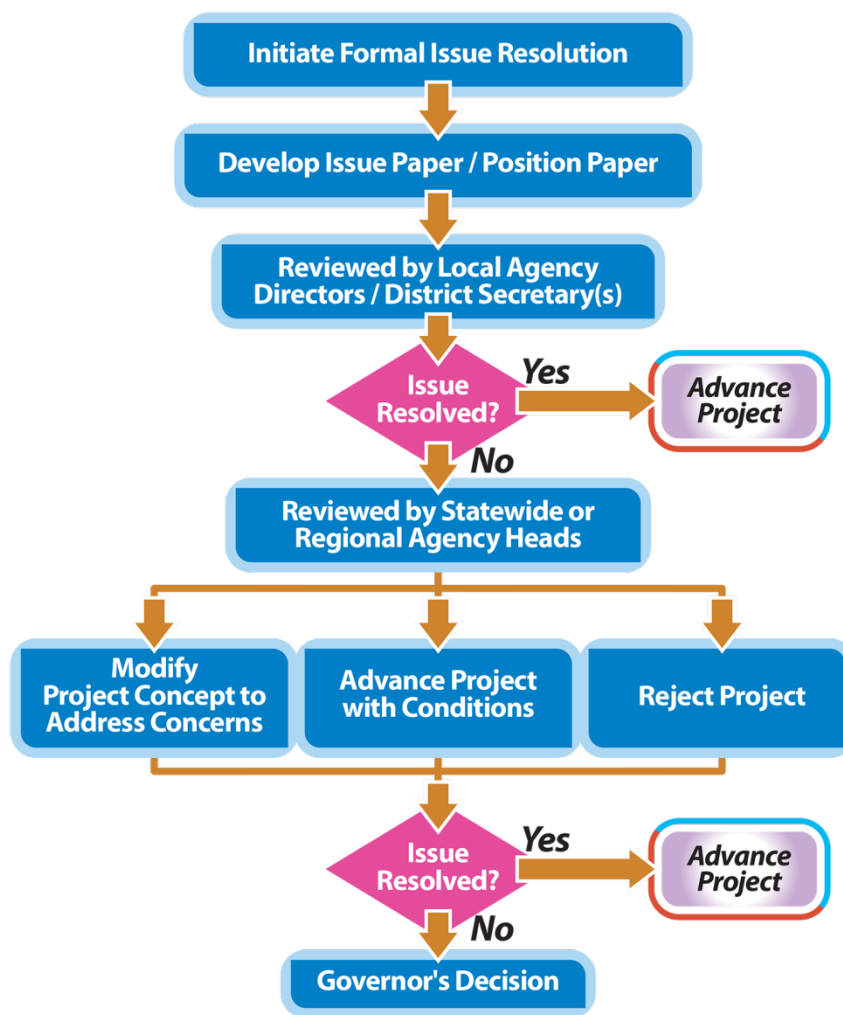 Initiate Formal Issue Resolution
Develop Issue Paper / Position Paper
Reviewed by Local Agency
Directors / District Secretary(s)
Issue
Resolved?
Yes
Advance
Project
No
Reviewed by Statewide or
Regional Agency Heads
Modify
Project Concept to
Address Concerns
Advance Project
with Conditions
Reject Project
Issue
Resolved?
Yes
Advance
Project
No
Governor's Decision